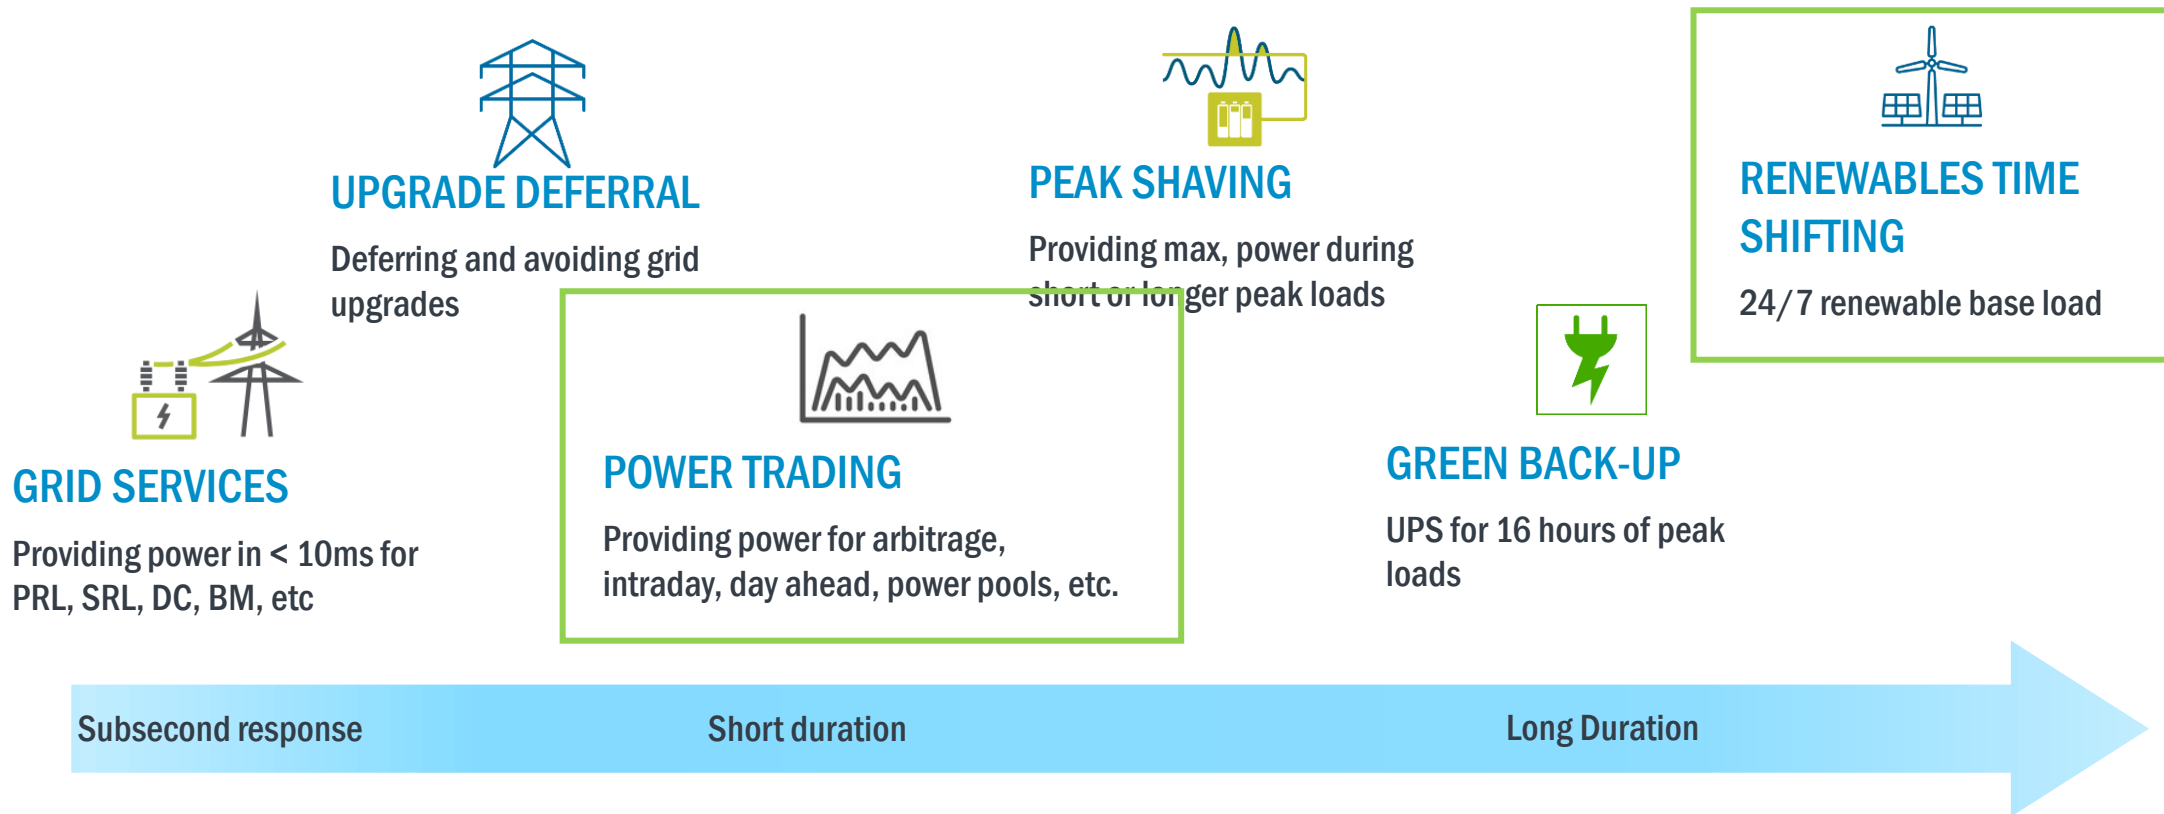 UPGRADE DEFERRAL
Deferring and avoiding grid
upgrades
PEAK SHAVING
Providing max, power during
short or longer peak loads
RENEWABLES TIME
SHIFTING
24/7 renewable base load
GRID SERVICES
Providing power in < 10ms for
PRL, SRL, DC, BM, etc
POWER TRADING
Providing power for arbitrage,
intraday, day ahead, power pools, etc.
GREEN BACK-UP
UPS for 16 hours of peak
loads
Subsecond response
Short duration
Long Duration